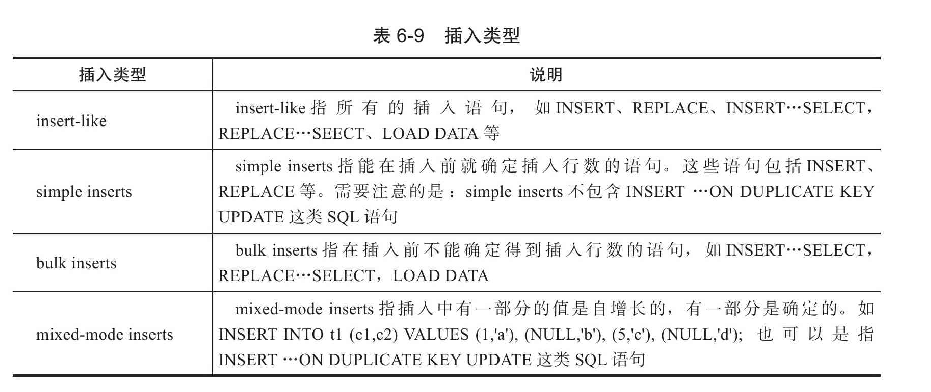 表 6-9 插入类型
插入类型 说明
insert-like insert-like 指所有的插入语句，如 INSERT、REPLACE、INSERT…SELECT，
REPLACE…SEECT、LOAD DATA 等
simple inserts simple inserts 指能在插入前就确定插入行数的语句。这些语句包括 INSERT、
REPLACE 等。需要注意的是：simple inserts 不包含 INSERT …ON DUPLICATE KEY
UPDATE 这类 SQL 语句
bulk inserts bulk inserts 指在插入前不能确定得到插入行数的语句，如 INSERT…SELECT，
REPLACE…SELECT，LOAD DATA
mixed-mode inserts mixed-mode inserts 指插入中有一部分的值是自增长的，有一部分是确定的。如
INSERT INTO t1 (c1,c2) VALUES (1,'a'), (NULL,'b'), (5,'c'), (NULL,'d'); 也可以是指
INSERT …ON DUPLICATE KEY UPDATE 这类 SQL 语句